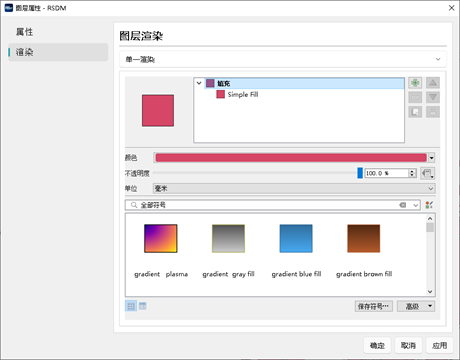 图层属性 - RSDM
属性
渲染
图层渲染
单一渲染
填充
Simple Fill
颜色
不透明度
100.0 %
单位
毫米
全部符号
gradient plasma
gradient gray fill
gradient blue fill
gradient brown fill
保存符号…
高级
确定
取消
应用